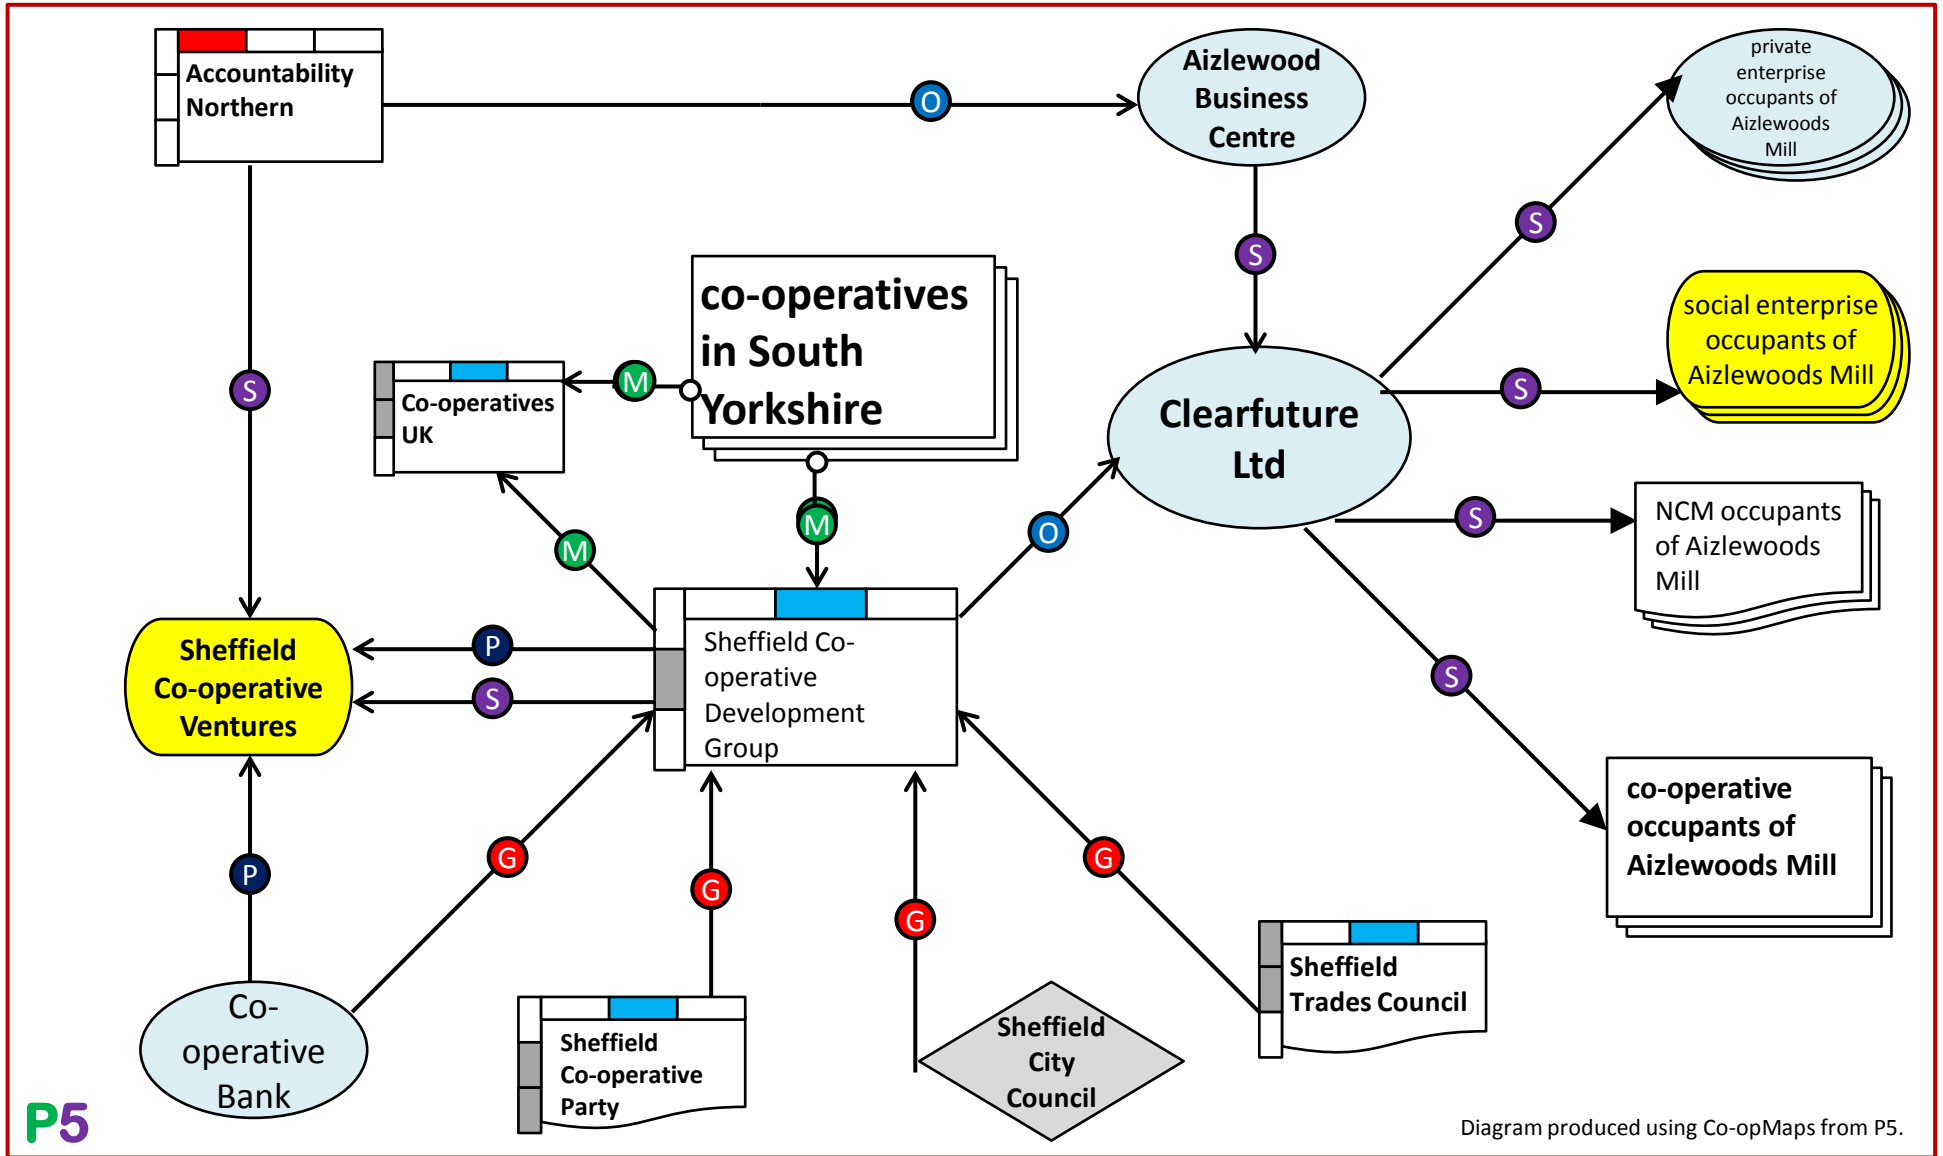 Accountability
Northern
O
Aizlewood
Business
Centre
private
enterprise
occupants of
Aizlewoods
Mill
S
S
co-operatives
in South
Yorkshire
social enterprise
occupants of
Aizlewoods Mill
S
M
S
Co-operatives
UK
Clearfuture
Ltd
NCM occupants
of Aizlewoods
Mill
S
M
O
M
Sheffield
Co-operative
Ventures
P
S
Sheffield Co-
operative
Development
Group
S
co-operative
occupants of
Aizlewoods Mill
P
G
G
G
G
Co-
operative
Bank
Sheffield
Co-operative
Party
Sheffield
City
Council
Sheffield
Trades Council
P5
Diagram produced using Co-opMaps from P5.